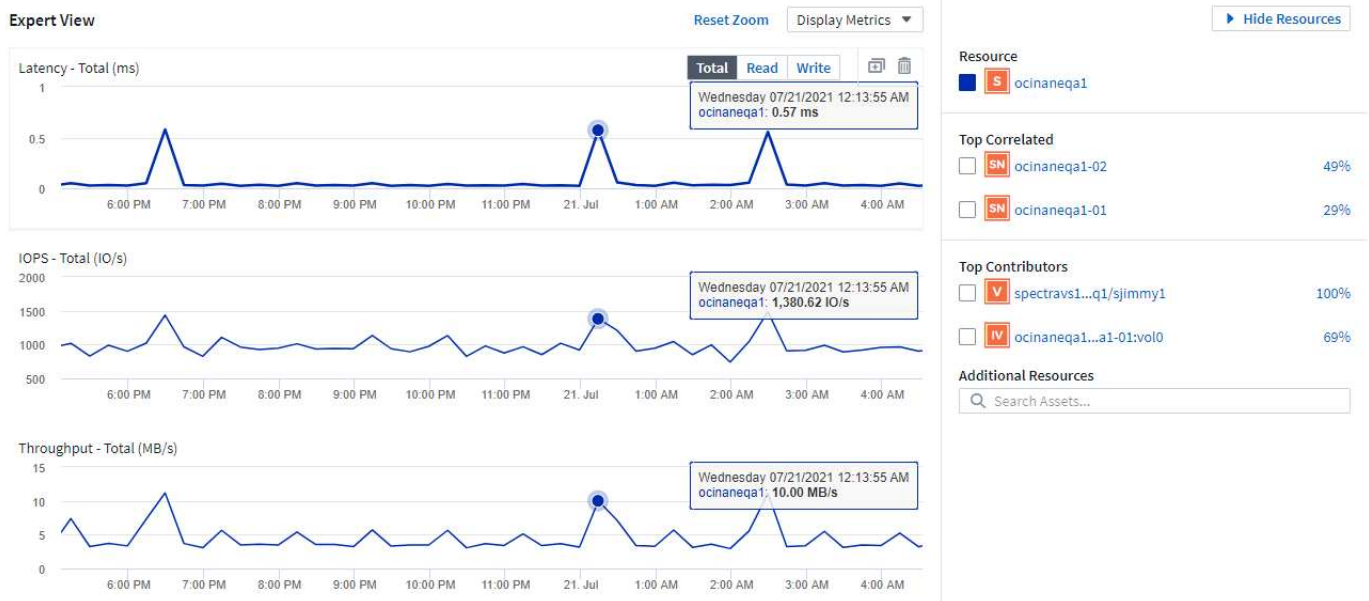 Expert View
Reset Zoom
Display Metrics
Hide Resources
Latency - Total (ms)
Total Read Write
1
0.5
0
Wednesday 07/21/2021 12:13:55 AM
ocinaneqa1: 0.57 ms
6:00 PM 7:00 PM 8:00 PM 9:00 PM 10:00 PM 11:00 PM 21. Jul 1:00 AM 2:00 AM 3:00 AM 4:00 AM
IOPS - Total (IO/s)
2000
1500
1000
500
Wednesday 07/21/2021 12:13:55 AM
ocinaneqa1: 1,380.62 IO/s
6:00 PM 7:00 PM 8:00 PM 9:00 PM 10:00 PM 11:00 PM 21. Jul 1:00 AM 2:00 AM 3:00 AM 4:00 AM
Throughput - Total (MB/s)
15
10
5
0
Wednesday 07/21/2021 12:13:55 AM
ocinaneqa1: 10.00 MB/s
6:00 PM 7:00 PM 8:00 PM 9:00 PM 10:00 PM 11:00 PM 21. Jul 1:00 AM 2:00 AM 3:00 AM 4:00 AM
Resource
S ocinaneqa1
Top Correlated
SN ocinaneqa1-02 49%
SN ocinaneqa1-01 29%
Top Contributors
V spectravs1...q1/sjimmy1 100%
IV ocinaneqa1...a1-01:vol0 69%
Additional Resources
Search Assets...